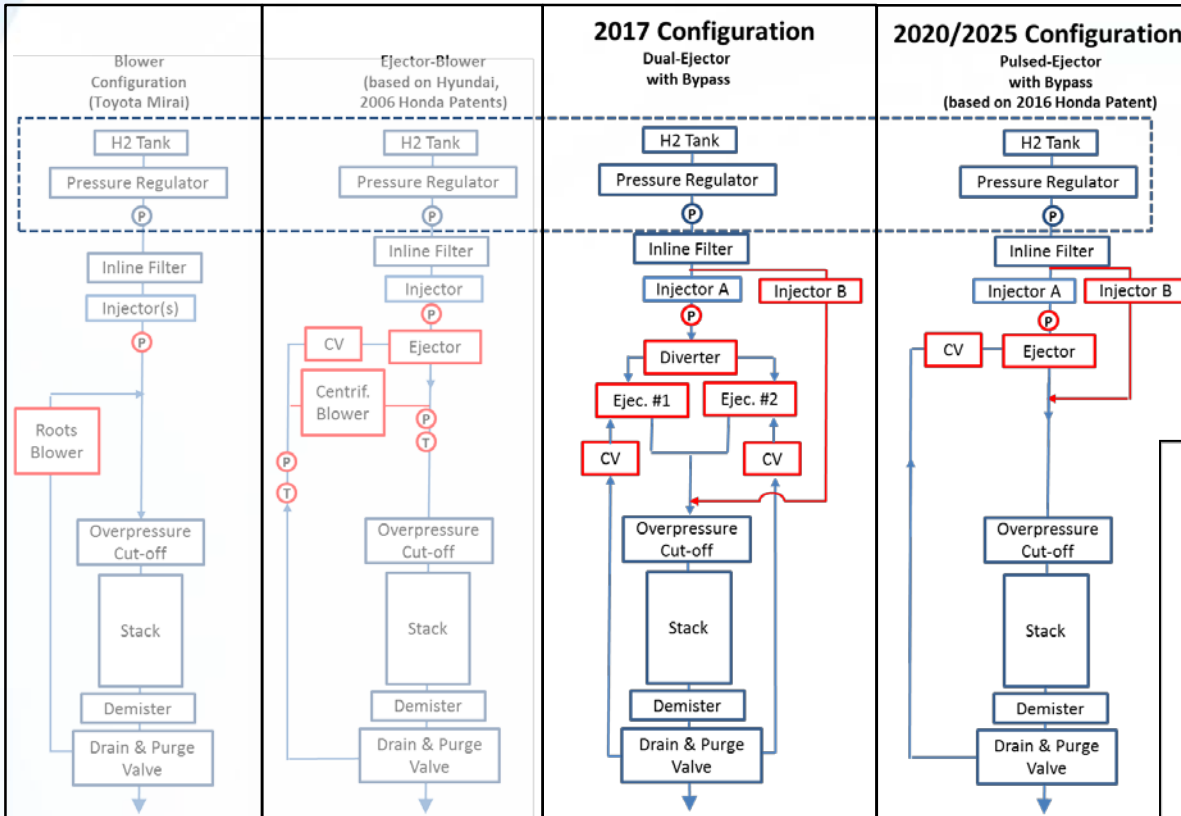 Blower
Configuration
(Toyota Mirai)
H2 Tank
Pressure Regulator
P
Inline Filter
Injector(s)
P
Roots
Blower
Overpressure
Cut-off
Stack
Demister
Drain & Purge
Valve
Ejector-Blower
(based on Hyundai,
2006 Honda Patents)
H2 Tank
Pressure Regulator
P
Inline Filter
Injector
P
CV
Ejector
Centrif.
Blower
P
T
P
T
Overpressure
Cut-off
Stack
Demister
Drain & Purge
Valve
2017 Configuration
Dual-Ejector
with Bypass
H2 Tank
Pressure Regulator
P
Inline Filter
Injector A
Injector B
P
Diverter
Ejec. #1
Ejec. #2
CV
CV
Overpressure
Cut-off
Stack
Demister
Drain & Purge
Valve
2020/2025 Configuration
Pulsed-Ejector
with Bypass
(based on 2016 Honda Patent)
H2 Tank
Pressure Regulator
P
Inline Filter
Injector A
Injector B
P
CV
Ejector
Overpressure
Cut-off
Stack
Demister
Drain & Purge
Valve